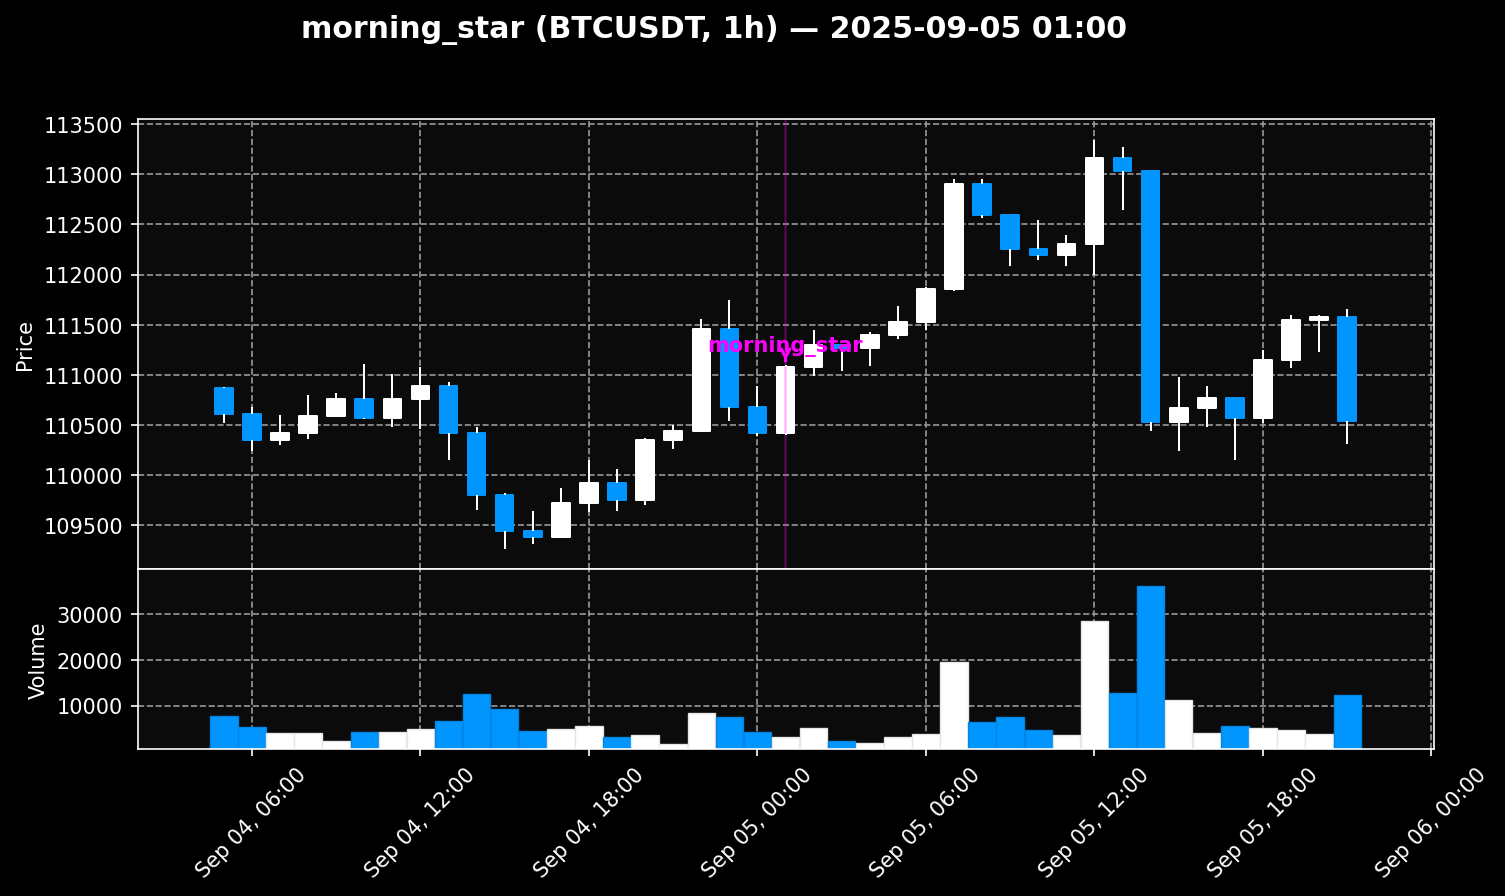 morning_star (BTCUSDT, 1h) — 2025-09-05 01:00
113500
113000
112500
112000
111500
111000
110500
110000
109500
Price
morning_star
30000
20000
10000
Volume
Sep 04, 06:00
Sep 04, 12:00
Sep 04, 18:00
Sep 05, 00:00
Sep 05, 06:00
Sep 05, 12:00
Sep 05, 18:00
Sep 06, 00:00